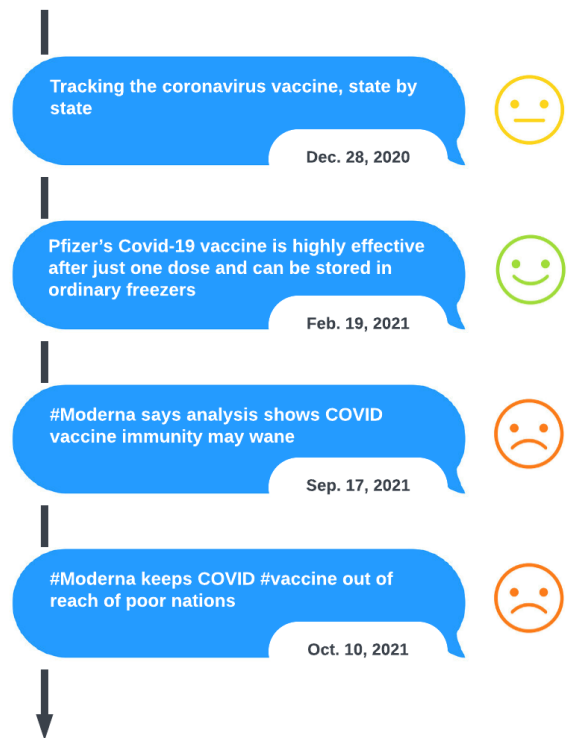 Tracking the coronavirus vaccine, state by
state
Dec. 28, 2020
Pfizer’s Covid-19 vaccine is highly effective
after just one dose and can be stored in
ordinary freezers
Feb. 19, 2021
#Moderna says analysis shows COVID
vaccine immunity may wane
Sep. 17, 2021
#Moderna keeps COVID #vaccine out of
reach of poor nations
Oct. 10, 2021